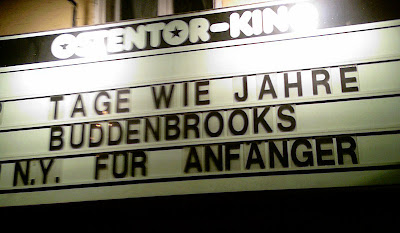 OSTENTOR-KINO
TAGE WIE JAHRE
BUDDENBROOKS
N.Y. FÜR ANFÄNGER